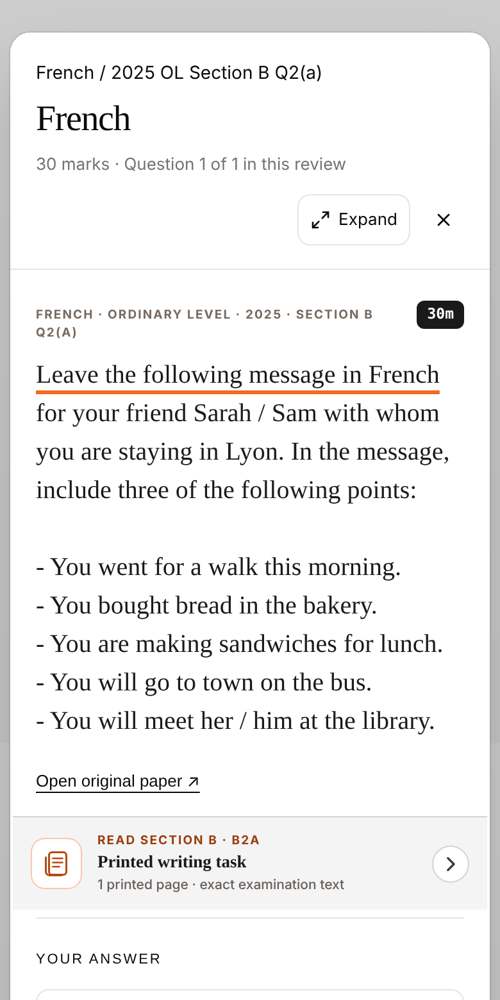 French / 2025 OL Section B Q2(a)
French
30 marks · Question 1 of 1 in this review
Expand
FRENCH · ORDINARY LEVEL · 2025 · SECTION B
Q2(A)
30m
Leave the following message in French
for your friend Sarah / Sam with whom
you are staying in Lyon. In the message,
include three of the following points:
- You went for a walk this morning.
- You bought bread in the bakery.
- You are making sandwiches for lunch.
- You will go to town on the bus.
- You will meet her / him at the library.
Open original paper ↗
READ SECTION B · B2A
Printed writing task
1 printed page · exact examination text
YOUR ANSWER